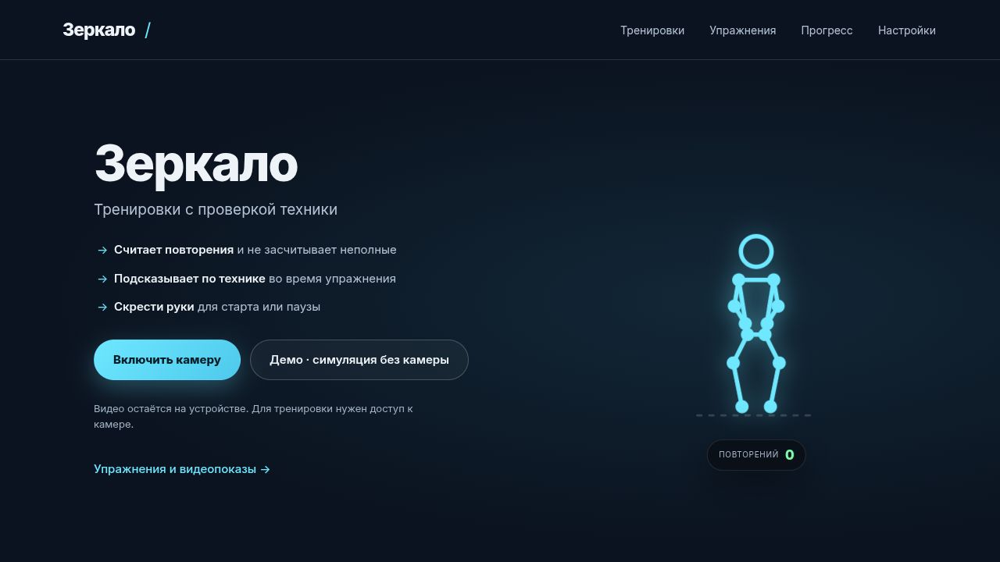 Зеркало /
Тренировки
Упражнения
Прогресс
Настройки
Зеркало
Тренировки с проверкой техники
→ Считает повторения и не засчитывает неполные
→ Подсказывает по технике во время упражнения
→ Скрести руки для старта или паузы
Включить камеру
Демо · симуляция без камеры
Видео остаётся на устройстве. Для тренировки нужен доступ к
камере.
Упражнения и видеопоказы →
ПОВТОРЕНИЙ 0